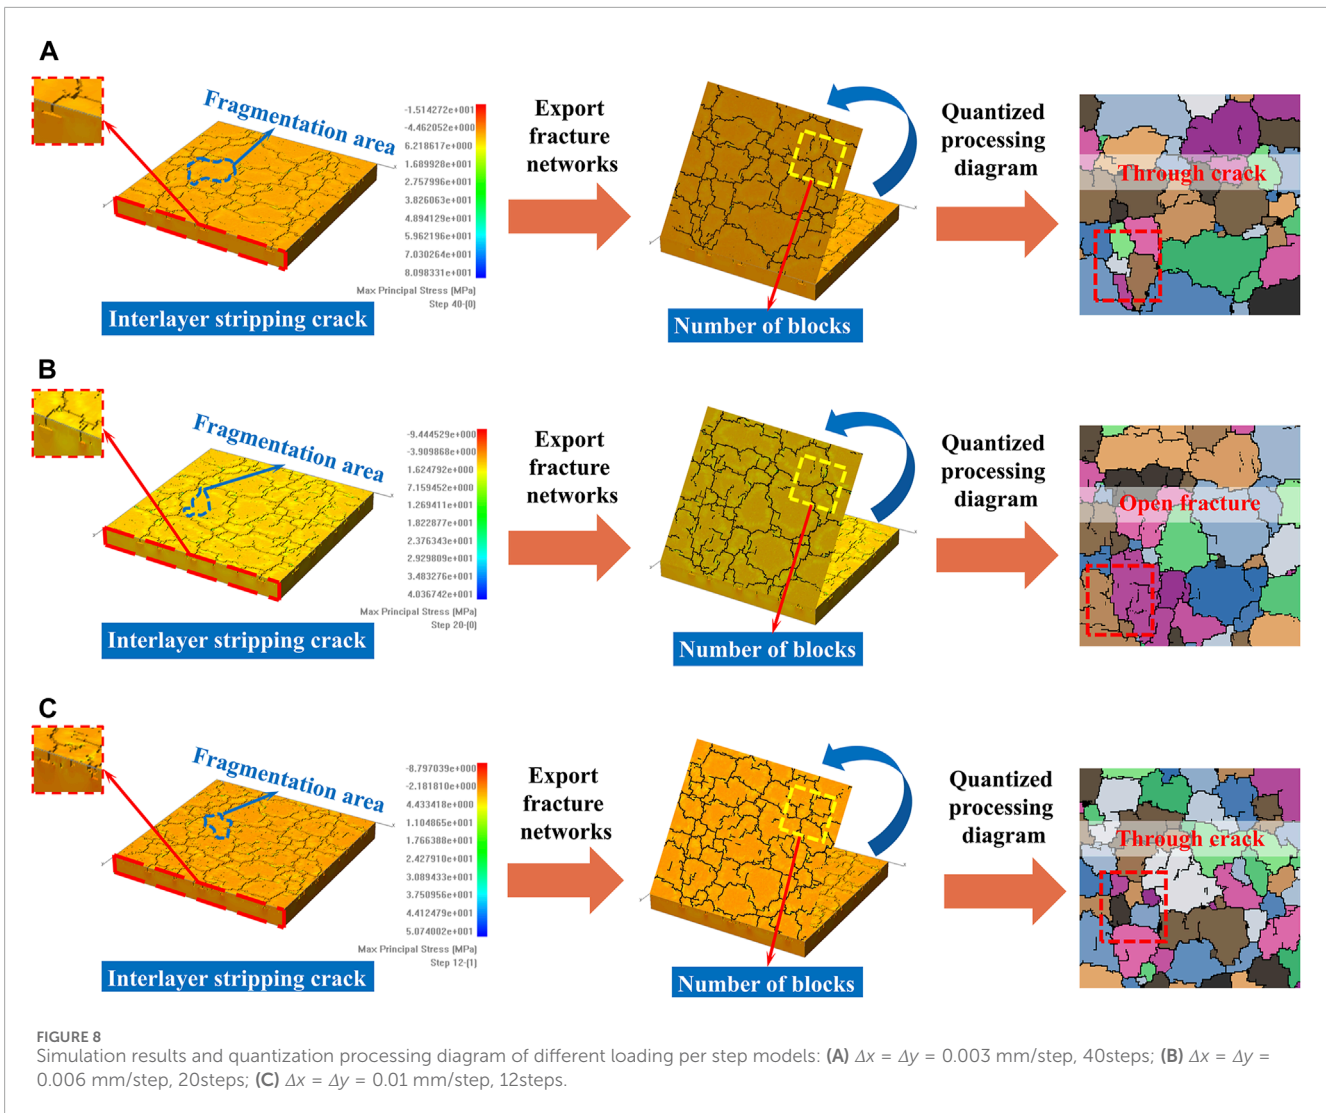 A
Fragmentation area
-1.514272e+001
-4.462052e+000
6.218617e+000
1.689928e+001
2.757996e+001
3.826063e+001
4.894129e+001
5.962196e+001
7.030264e+001
8.098331e+001
Max Principal Stress [MPa]
Step 40-[0]
Interlayer stripping crack
Export
fracture
networks
Number of blocks
Quantized
processing
diagram
Through crack
B
Fragmentation area
-9.444529e+000
-3.909868e+000
1.624792e+000
7.159452e+000
1.269411e+001
1.822877e+001
2.376343e+001
2.929809e+001
3.483276e+001
4.036742e+001
Max Principal Stress [MPa]
Step 20-[0]
Interlayer stripping crack
Export
fracture
networks
Number of blocks
Quantized
processing
diagram
Open fracture
C
Fragmentation area
-8.797039e+000
-2.181810e+000
4.433418e+000
1.104865e+001
1.766388e+001
2.427910e+001
3.089433e+001
3.750956e+001
4.412479e+001
5.074002e+001
Max Principal Stress [MPa]
Step 12-[1]
Interlayer stripping crack
Export
fracture
networks
Number of blocks
Quantized
processing
diagram
Through crack
FIGURE 8
Simulation results and quantization processing diagram of different loading per step models: (A) Δx = Δy = 0.003 mm/step, 40steps; (B) Δx = Δy =
0.006 mm/step, 20steps; (C) Δx = Δy = 0.01 mm/step, 12steps.